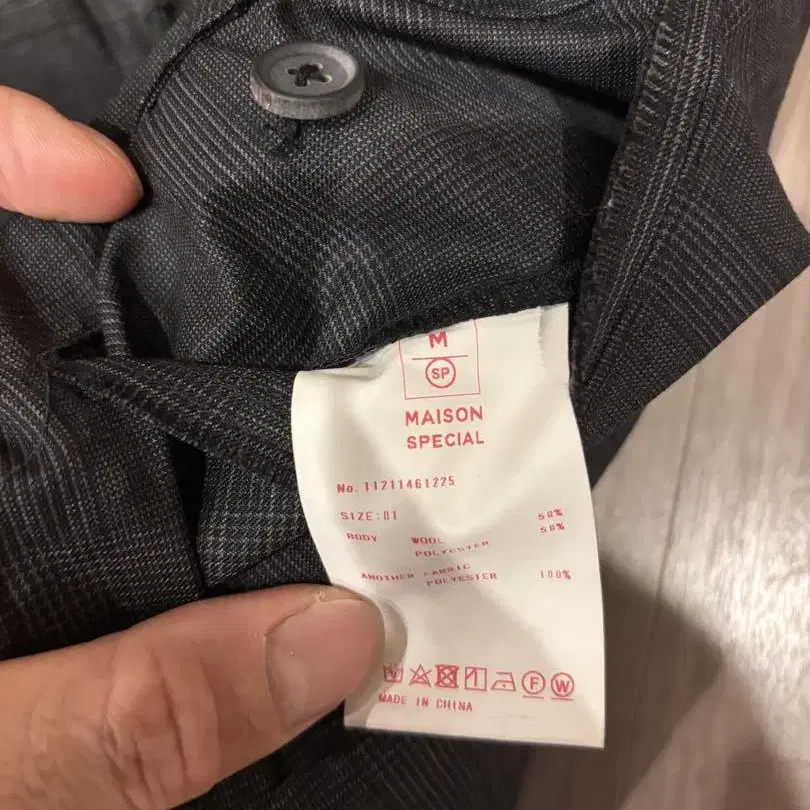 M
SP
MAISON
SPECIAL
No. 11211461225
SIZE:01
BODY WOOL 50%
POLYESTER 50%
ANOTHER FABRIC
POLYESTER 100%
F W
MADE IN CHINA